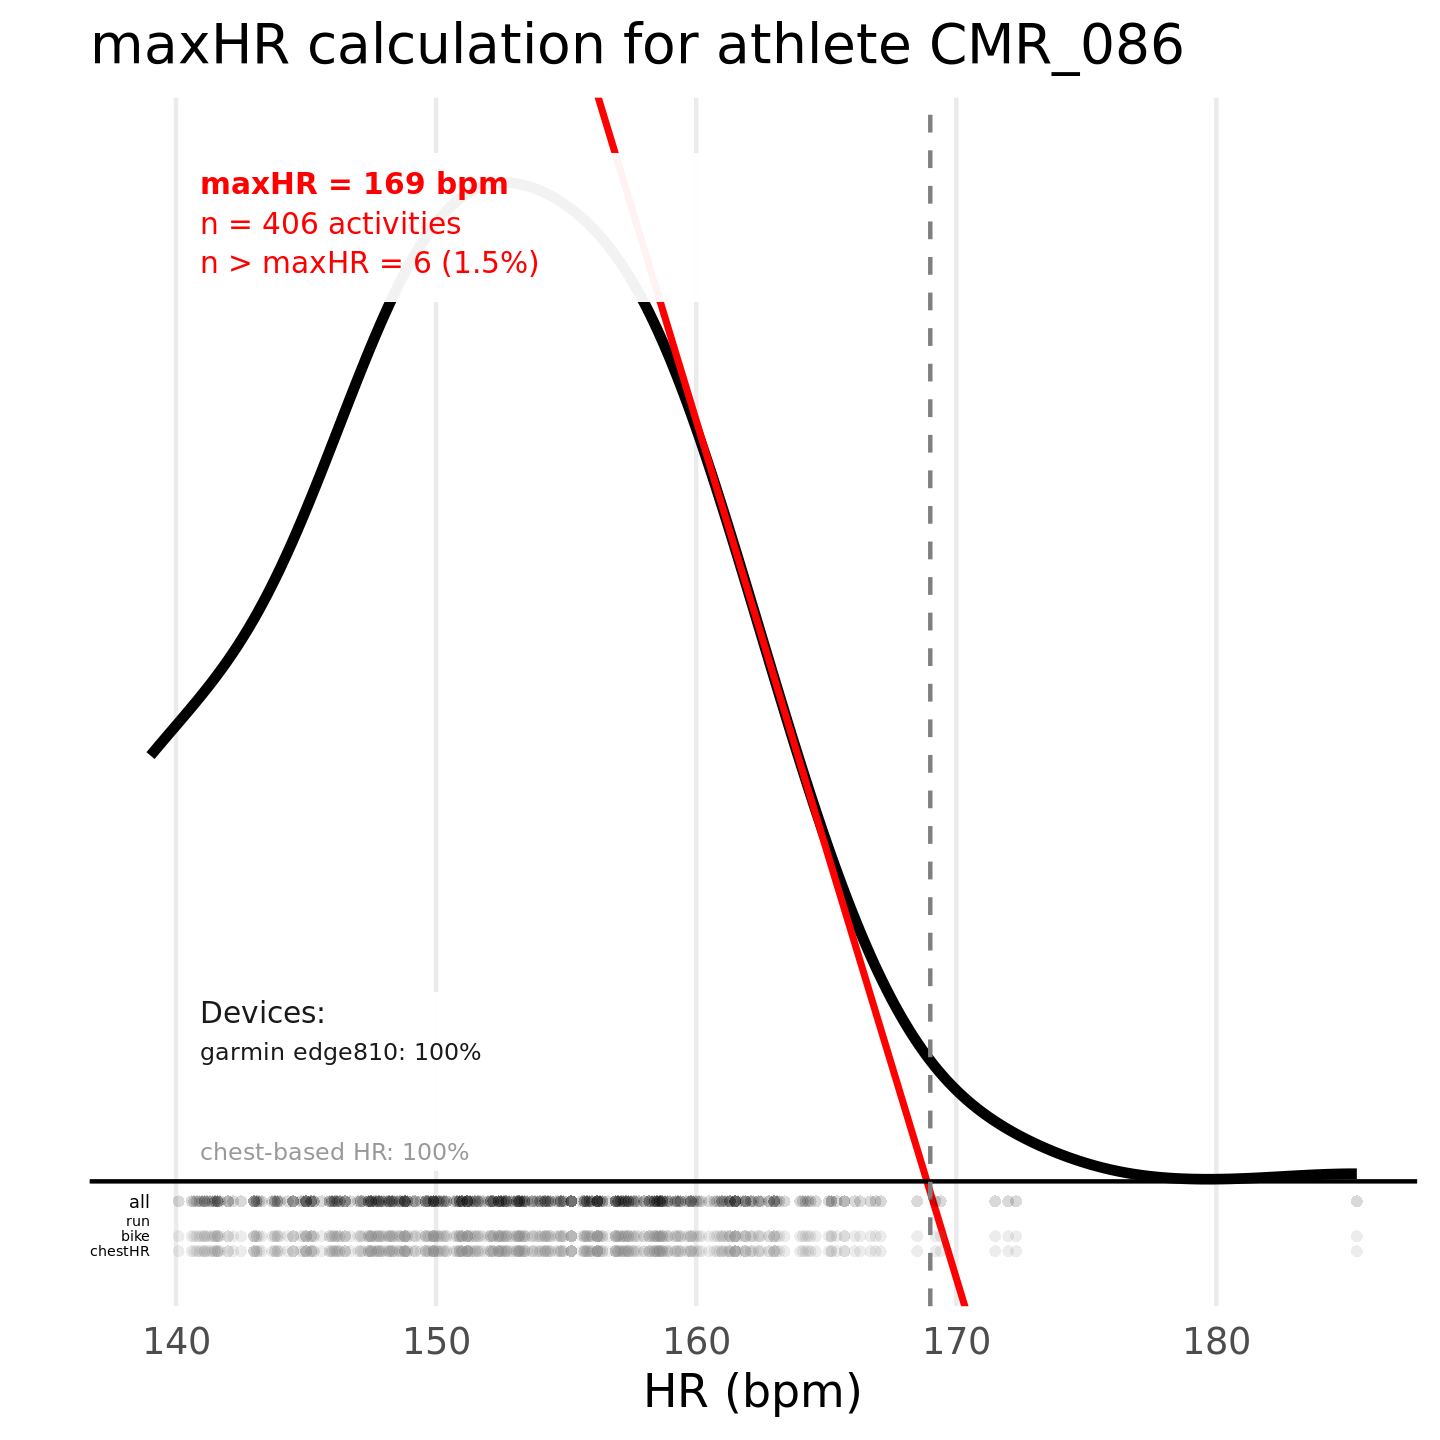 maxHR calculation for athlete CMR_086
maxHR = 169 bpm
n = 406 activities
n > maxHR = 6 (1.5%)
Devices:
garmin edge810: 100%
chest-based HR: 100%
all
run
bike
chestHR
140 150 160 170 180
HR (bpm)